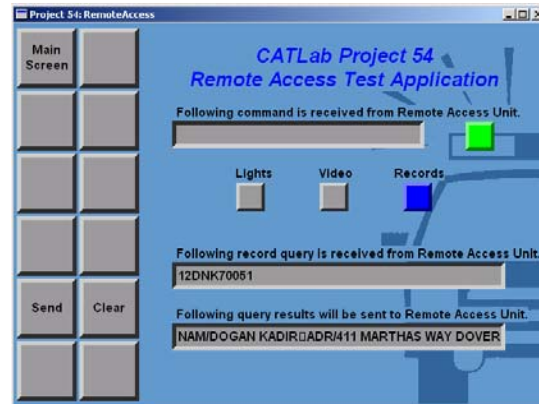 Project 54: RemoteAccess
Main
Screen
CATLab Project 54
Remote Access Test Application
Following command is received from Remote Access Unit.
Lights Video Records
Following record query is received from Remote Access Unit.
12DNK70051
Send Clear
Following query results will be sent to Remote Access Unit.
NAM/DOGAN KADIR▯ADR/411 MARTHAS WAY DOVER